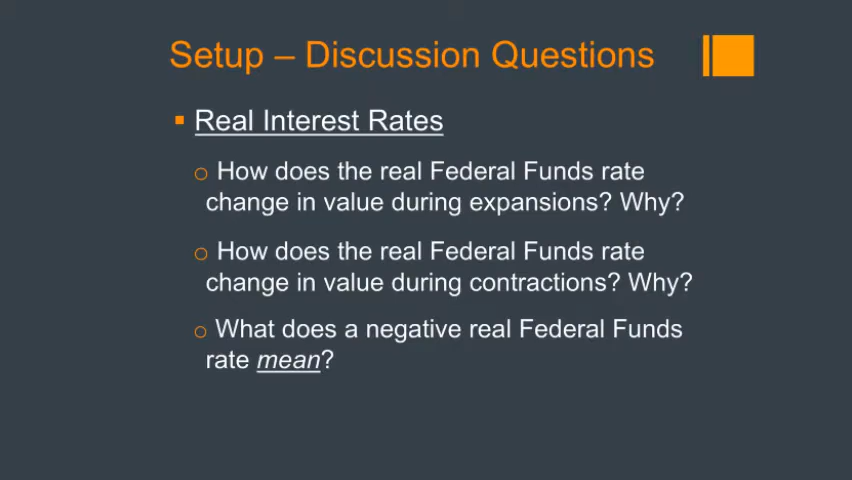 Setup – Discussion Questions
▪ Real Interest Rates
o How does the real Federal Funds rate
change in value during expansions? Why?
o How does the real Federal Funds rate
change in value during contractions? Why?
o What does a negative real Federal Funds
rate mean?